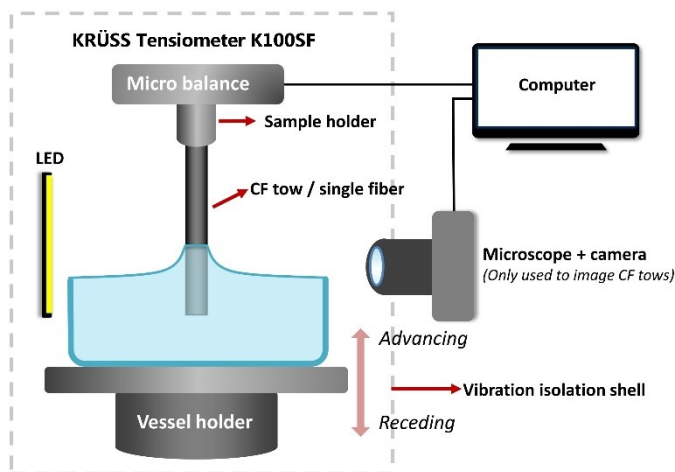 KRÜSS Tensiometer K100SF
Micro balance
Computer
Sample holder
LED
CF tow / single fiber
Microscope + camera
(Only used to image CF tows)
Advancing
Vibration isolation shell
Vessel holder
Receding